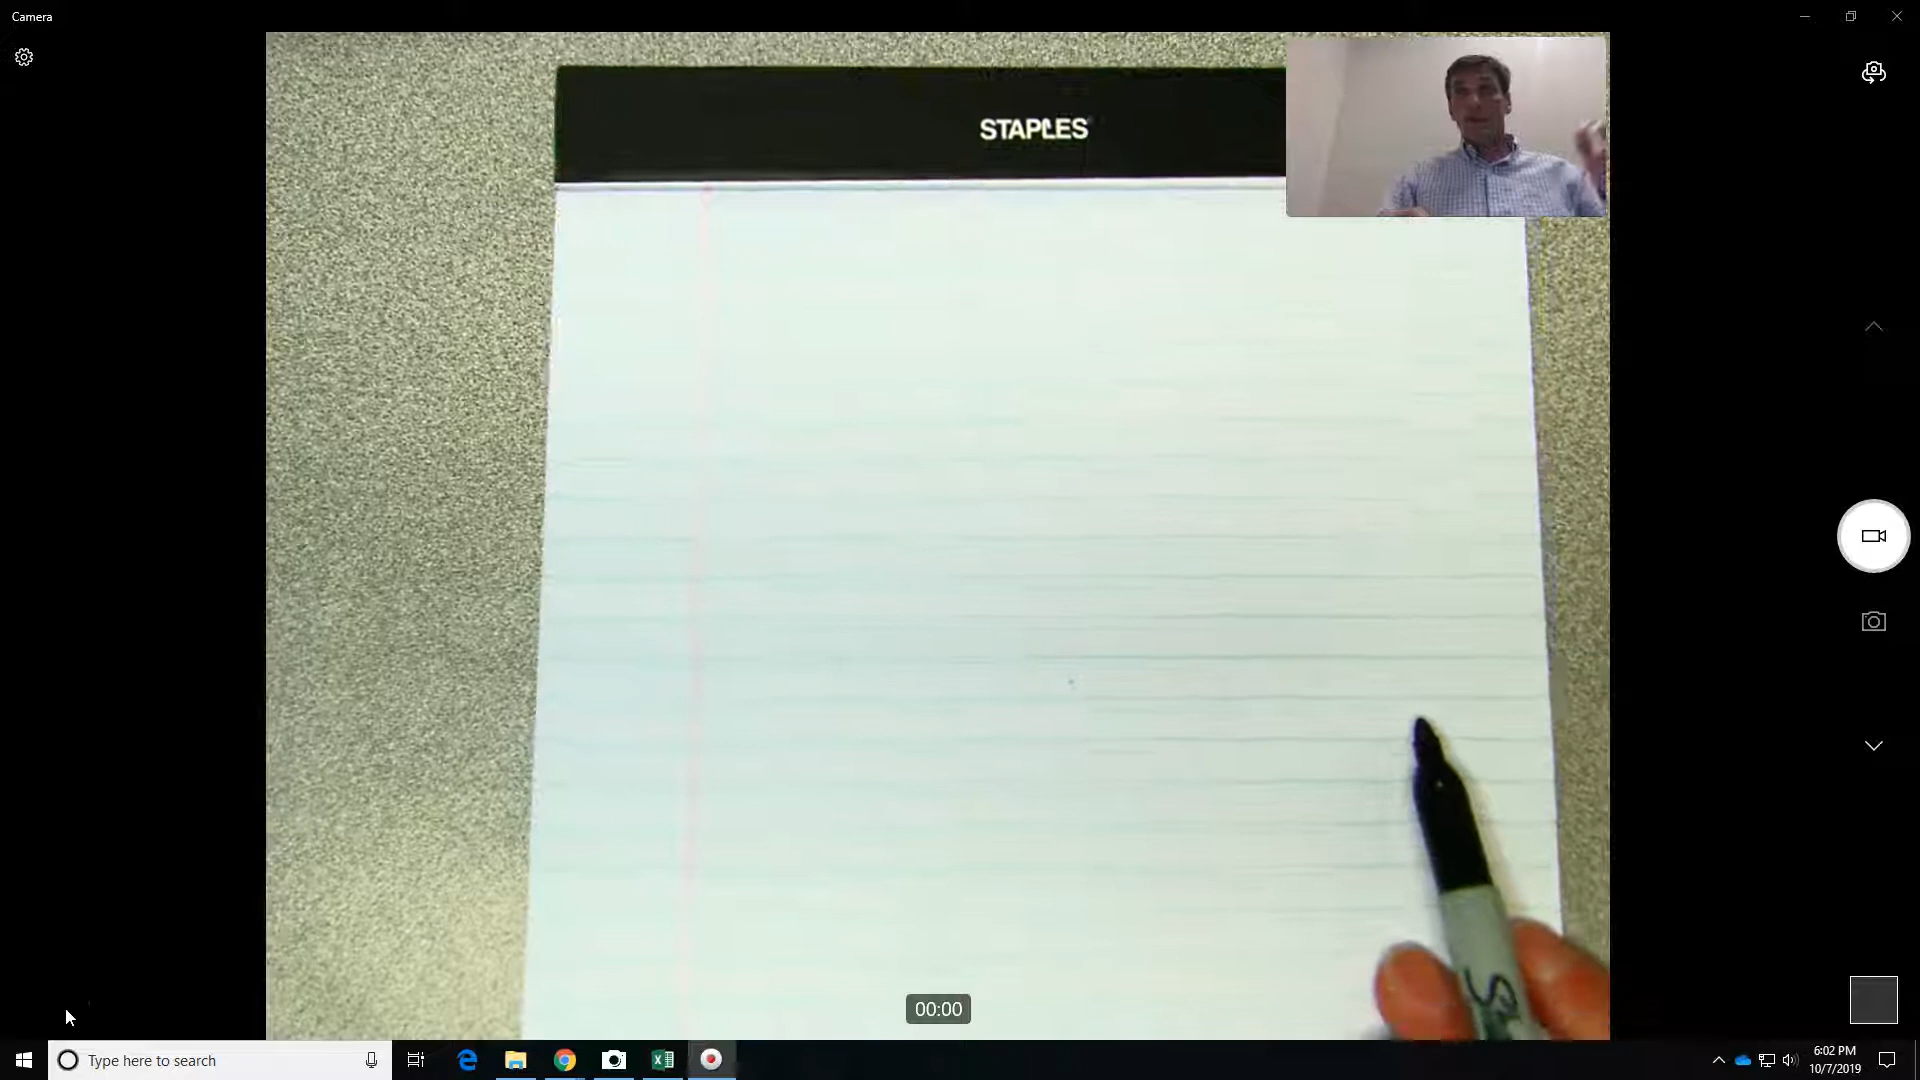 Camera
STAPLES
00:00
Type here to search
6:02 PM
10/7/2019